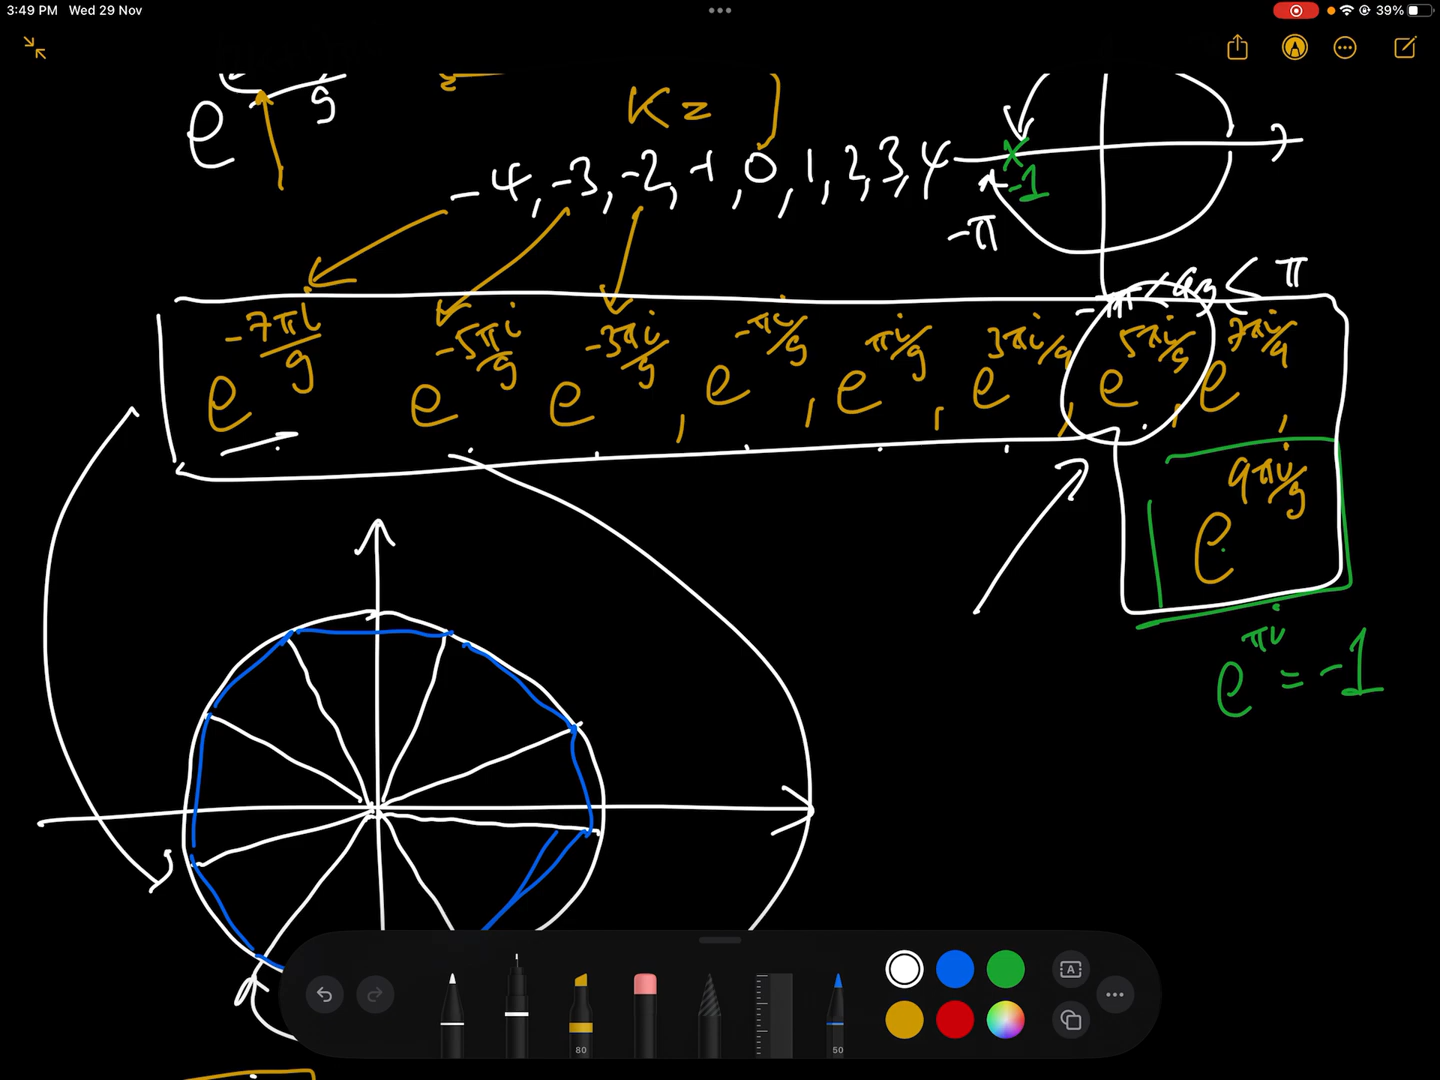 3:49 PM Wed 29 Nov
39%
e 9
K =
-4, -3, -2, -1, 0, 1, 2, 3, 4
-1
-π
-π < arg < π
e^{-7πi/9} e^{-5πi/9} e^{-3πi/9}, e^{-πi/9}, e^{πi/9}, e^{3πi/9}, e^{5πi/9}, e^{7πi/9},
e^{9πi/9}
e^{πi} = -1
A
80
50